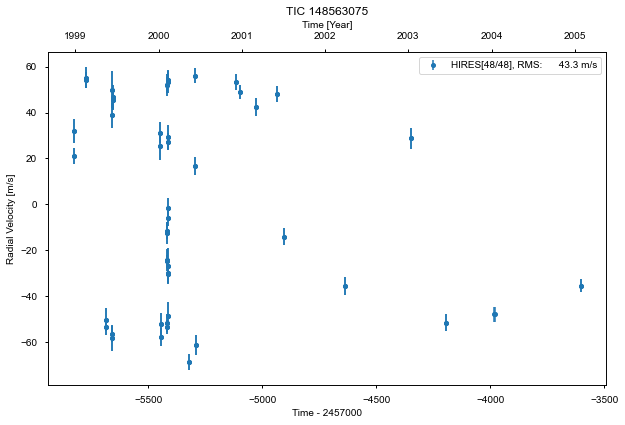 TIC 148563075
Time [Year]
1999 2000 2001 2002 2003 2004 2005
HIRES[48/48], RMS: 43.3 m/s
60
40
20
0
−20
−40
−60
Radial Velocity [m/s]
−5500 −5000 −4500 −4000 −3500
Time - 2457000